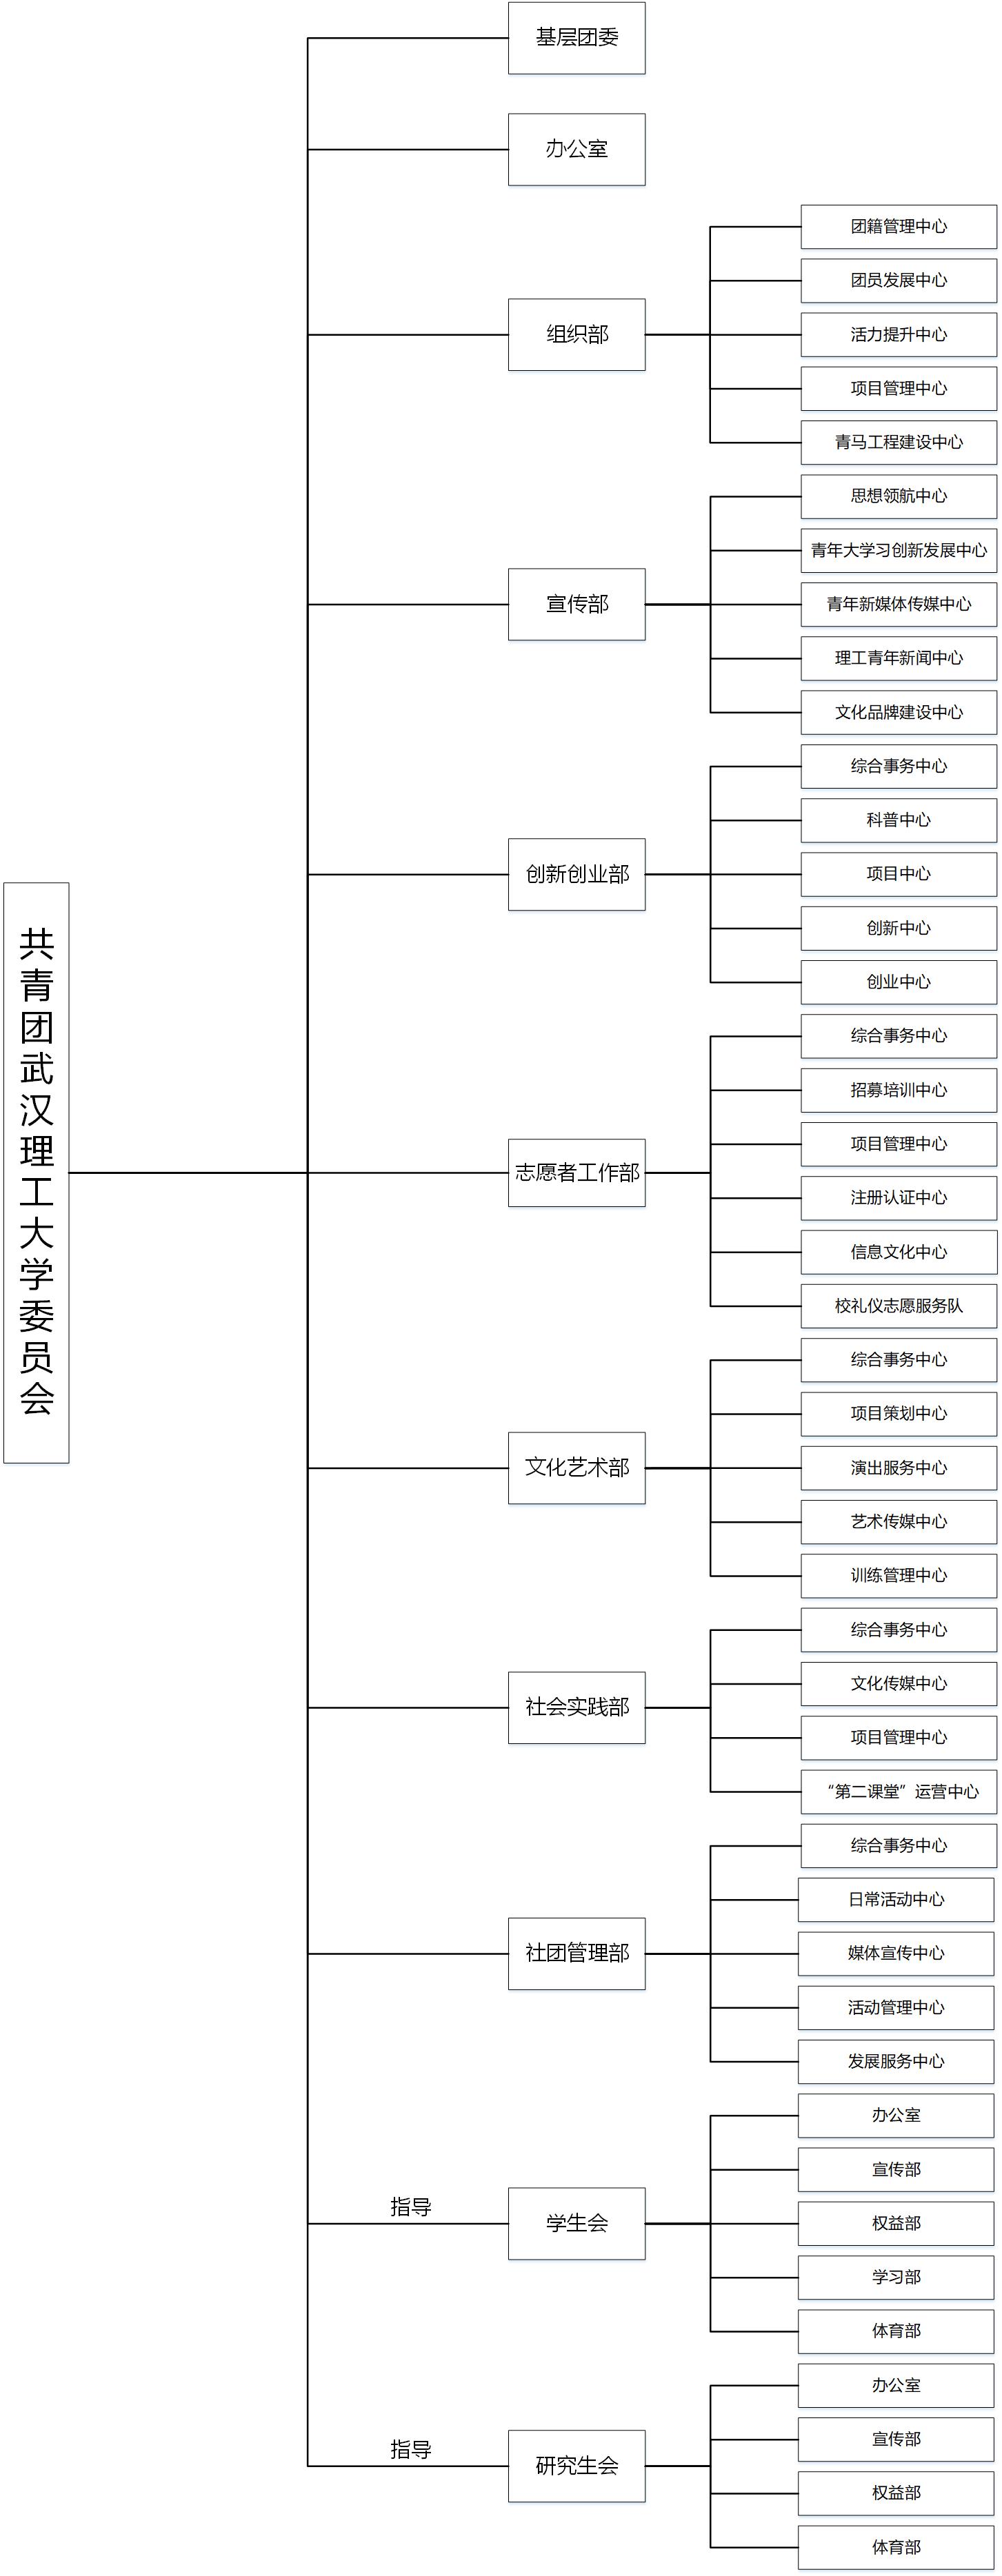 共青团武汉理工大学委员会
基层团委
办公室
组织部
团籍管理中心
团员发展中心
活力提升中心
项目管理中心
青马工程建设中心
宣传部
思想领航中心
青年大学习创新发展中心
青年新媒体传媒中心
理工青年新闻中心
文化品牌建设中心
创新创业部
综合事务中心
科普中心
项目中心
创新中心
创业中心
志愿者工作部
综合事务中心
招募培训中心
项目管理中心
注册认证中心
信息文化中心
校礼仪志愿服务队
文化艺术部
综合事务中心
项目策划中心
演出服务中心
艺术传媒中心
训练管理中心
社会实践部
综合事务中心
文化传媒中心
项目管理中心
“第二课堂”运营中心
社团管理部
综合事务中心
日常活动中心
媒体宣传中心
活动管理中心
发展服务中心
指导
学生会
办公室
宣传部
权益部
学习部
体育部
指导
研究生会
办公室
宣传部
权益部
体育部